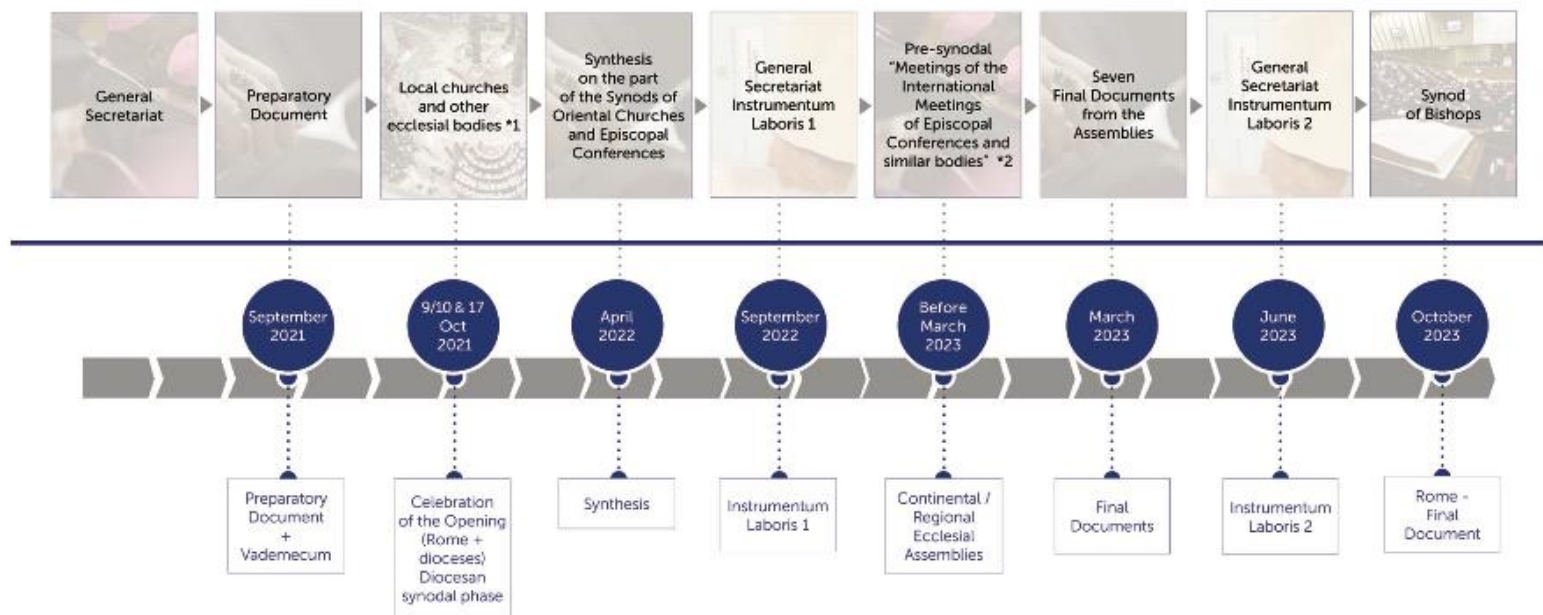 General
Secretariat
Preparatory
Document
Local churches
and other
ecclesial bodies *1
Synthesis
on the part
of the Synods of
Oriental Churches
and Episcopal
Conferences
General
Secretariat
Instrumentum
Laboris 1
Pre-synodal
"Meetings of the
International
Meetings
of Episcopal
Conferences and
similar bodies" *2
Seven
Final Documents
from the
Assemblies
General
Secretariat
Instrumentum
Laboris 2
Synod
of Bishops
September
2021
9/10 & 17
Oct
2021
April
2022
September
2022
Before
March
2023
March
2023
June
2023
October
2023
Preparatory
Document
+
Vademecum
Celebration
of the Opening
(Rome +
dioceses)
Diocesan
synodal phase
Synthesis
Instrumentum
Laboris 1
Continental /
Regional
Ecclesial
Assemblies
Final
Documents
Instrumentum
Laboris 2
Rome -
Final
Document